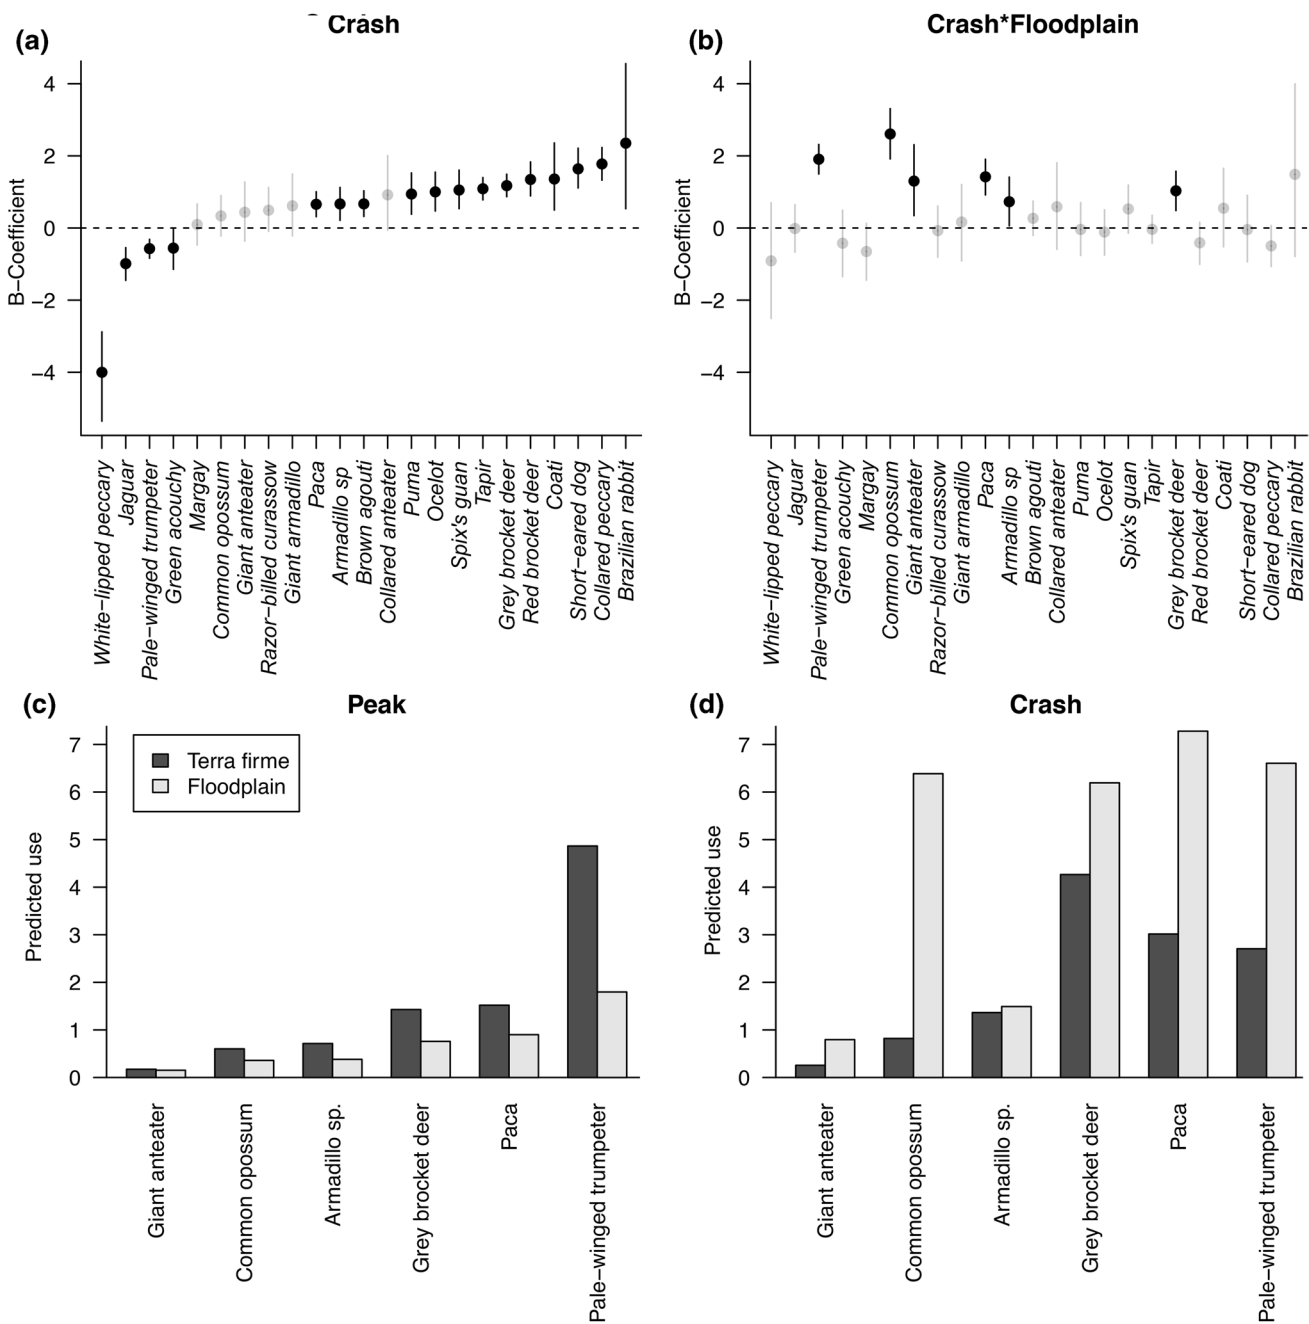 (a)
Crash
B−Coefficient
4
2
0
−2
−4
White−lipped peccary
Jaguar
Pale−winged trumpeter
Green acouchy
Margay
Common opossum
Giant anteater
Razor−billed curassow
Giant armadillo
Paca
Armadillo sp
Brown agouti
Collared anteater
Puma
Ocelot
Spix's guan
Tapir
Grey brocket deer
Red brocket deer
Coati
Short−eared dog
Collared peccary
Brazilian rabbit
(b)
Crash*Floodplain
B−Coefficient
4
2
0
−2
−4
White−lipped peccary
Jaguar
Pale−winged trumpeter
Green acouchy
Margay
Common opossum
Giant anteater
Razor−billed curassow
Giant armadillo
Paca
Armadillo sp
Brown agouti
Collared anteater
Puma
Ocelot
Spix's guan
Tapir
Grey brocket deer
Red brocket deer
Coati
Short−eared dog
Collared peccary
Brazilian rabbit
(c)
Peak
Terra firme
Floodplain
Predicted use
7
6
5
4
3
2
1
0
Giant anteater
Common opossum
Armadillo sp.
Grey brocket deer
Paca
Pale−winged trumpeter
(d)
Crash
Predicted use
7
6
5
4
3
2
1
0
Giant anteater
Common opossum
Armadillo sp.
Grey brocket deer
Paca
Pale−winged trumpeter